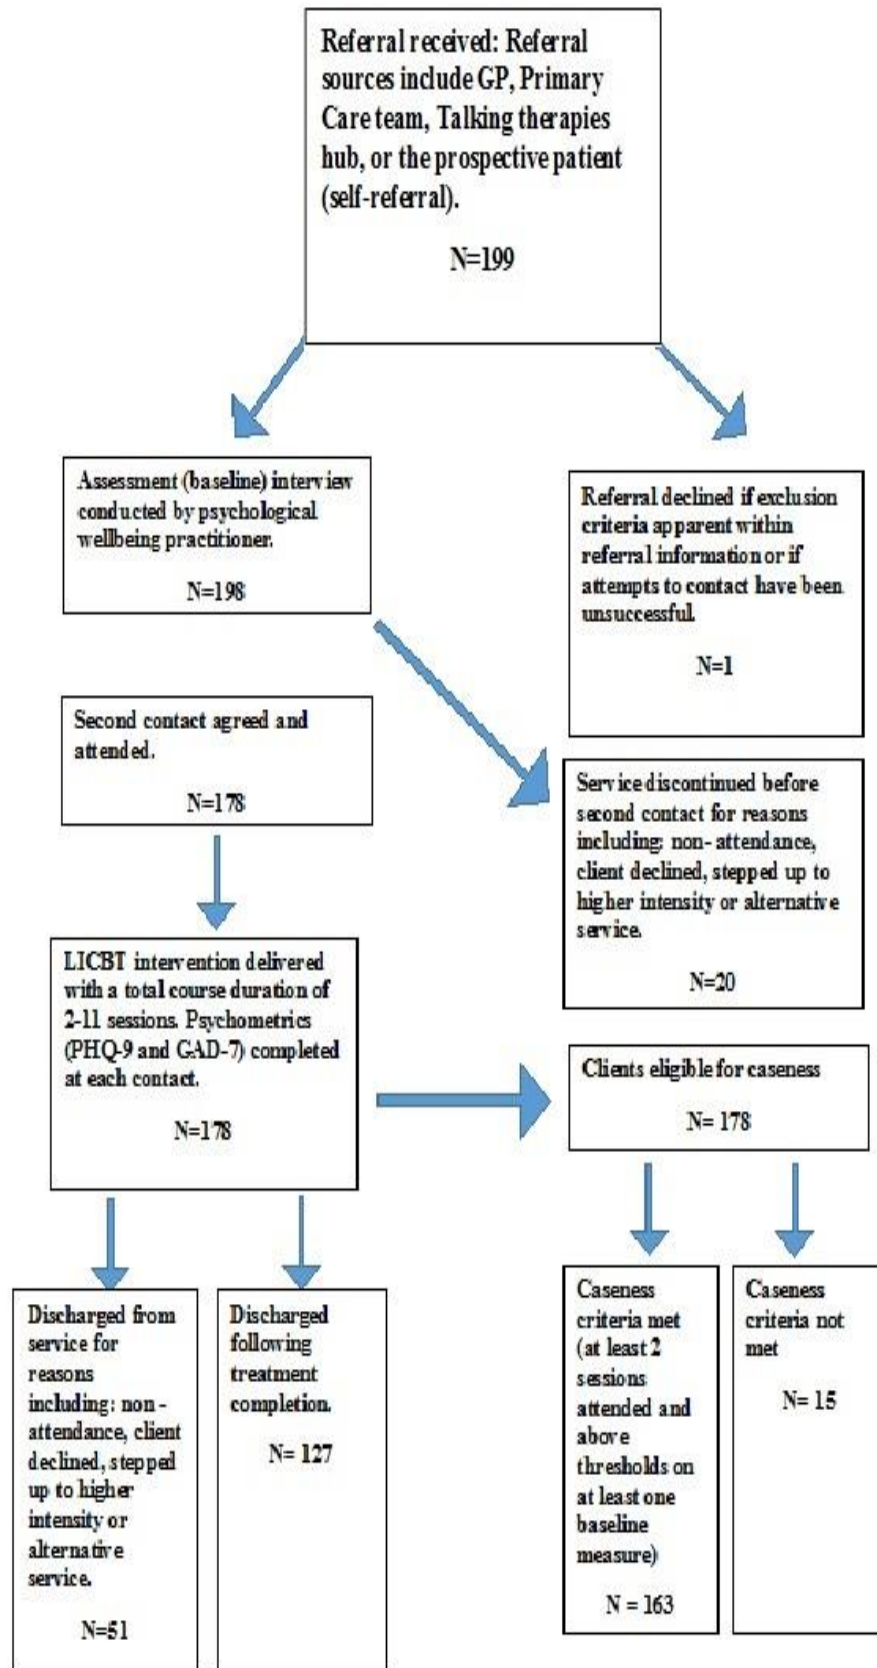 Referral received: Referral
sources include GP, Primary
Care team, Talking therapies
hub, or the prospective patient
(self-referral).
N=199
Assessment (baseline) interview
conducted by psychological
wellbeing practitioner.
N=198
Referral declined if exclusion
criteria apparent within
referral information or if
attempts to contact have been
unsuccessful.
N=1
Second contact agreed and
attended.
N=178
Service discontinued before
second contact for reasons
including: non- attendance,
client declined, stepped up to
higher intensity or alternative
service.
N=20
LICBT intervention delivered
with a total course duration of
2-11 sessions. Psychometrics
(PHQ-9 and GAD-7) completed
at each contact.
N=178
Clients eligible for caseness
N= 178
Discharged from
service for
reasons
including: non -
attendance, client
declined, stepped
up to higher
intensity or
alternative
service.
N=51
Discharged
following
treatment
completion.
N= 127
Caseness
criteria met
(at least 2
sessions
attended and
above
thresholds on
at least one
baseline
measure)
N = 163
Caseness
criteria not
met
N= 15